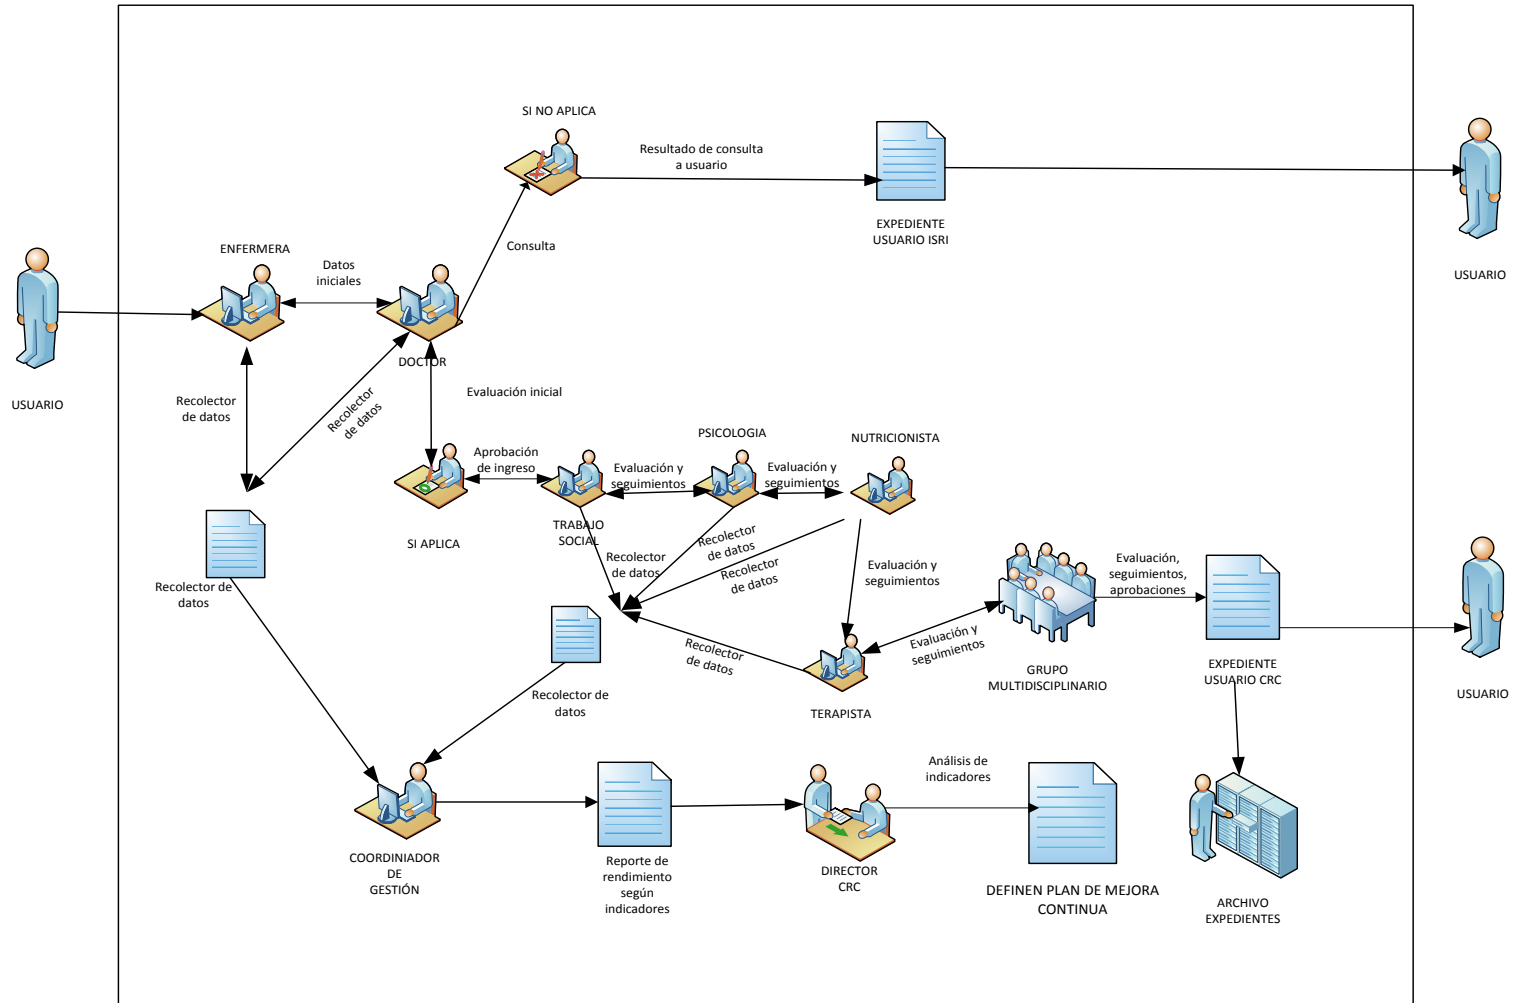 SI NO APLICA
Resultado de consulta
a usuario
EXPEDIENTE
USUARIO ISRI
USUARIO
ENFERMERA
Datos
iniciales
Consulta
DOCTOR
USUARIO
Recolector
de datos
Recolector
de datos
Evaluación inicial
PSICOLOGIA
NUTRICIONISTA
Aprobación
de ingreso
Evaluación y
seguimientos
Evaluación y
seguimientos
SI APLICA
TRABAJO
SOCIAL
Recolector
de datos
Recolector
de datos
Recolector
de datos
Evaluación y
seguimientos
Evaluación,
seguimientos,
aprobaciones
Recolector de
datos
Recolector
de datos
Evaluación y
seguimientos
GRUPO
MULTIDISCIPLINARIO
EXPEDIENTE
USUARIO CRC
USUARIO
Recolector de
datos
TERAPISTA
Análisis de
indicadores
COORDINIADOR
DE
GESTIÓN
Reporte de
rendimiento
según
indicadores
DIRECTOR
CRC
DEFINEN PLAN DE MEJORA
CONTINUA
ARCHIVO
EXPEDIENTES